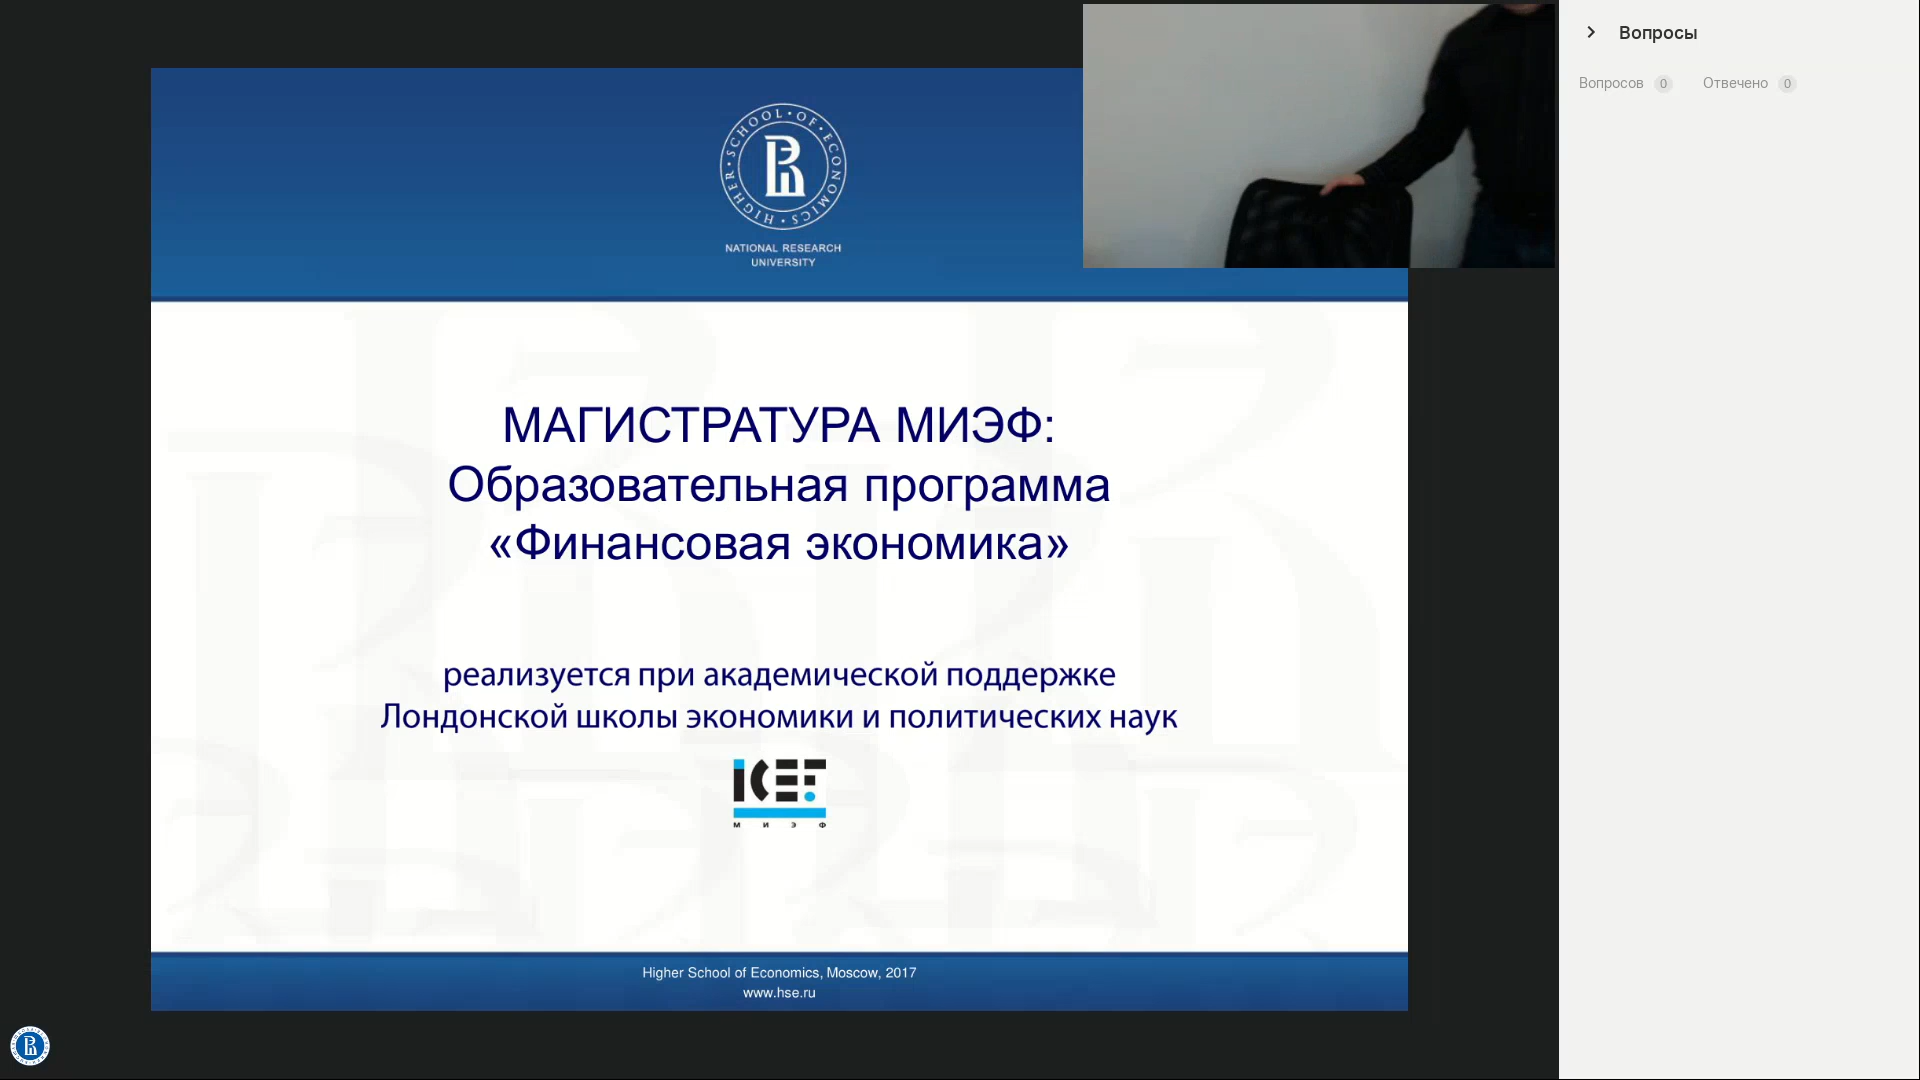 HIGHER • SCHOOL • OF • ECONOMICS •
NATIONAL RESEARCH
UNIVERSITY
МАГИСТРАТУРА МИЭФ:
Образовательная программа
«Финансовая экономика»
реализуется при академической поддержке
Лондонской школы экономики и политических наук
ICEF
М И Э Ф
Higher School of Economics, Moscow, 2017
www.hse.ru
Вопросы
Вопросов 0 Отвечено 0